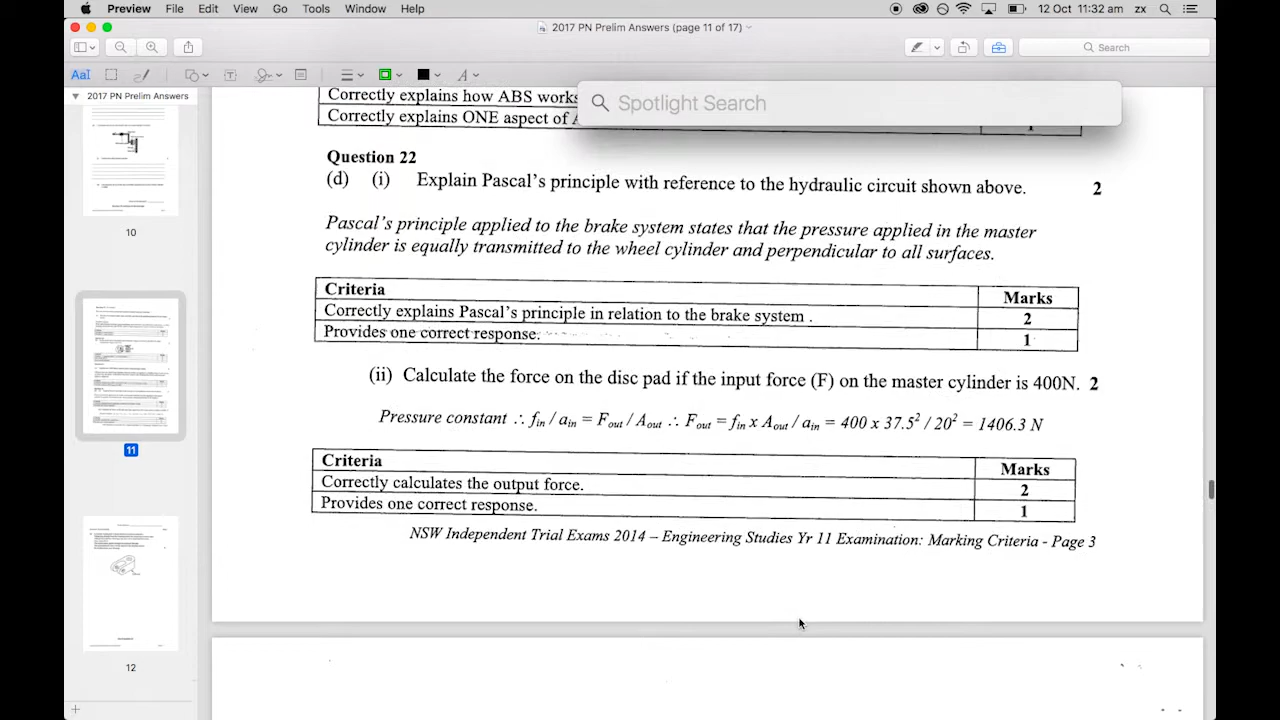 Preview File Edit View Go Tools Window Help 12 Oct 11:32 am zx
2017 PN Prelim Answers (page 11 of 17)
Search
AaI T A
2017 PN Prelim Answers
Spotlight Search
Correctly explains how ABS works
Correctly explains ONE aspect of
Question 22
(d) (i) Explain Pascal's principle with reference to the hydraulic circuit shown above. 2
Pascal's principle applied to the brake system states that the pressure applied in the master
cylinder is equally transmitted to the wheel cylinder and perpendicular to all surfaces.
Criteria Marks
Correctly explains Pascal's principle in relation to the brake system . 2
Provides one correct response. 1
(ii) Calculate the force on the disc pad if the input force (F) on the master cylinder is 400N. 2
Pressure constant ∴ fin / ain = Fout / Aout ∴ Fout = fin x Aout / ain = 400 x 37.5² / 20² = 1406.3 N
Criteria Marks
Correctly calculates the output force. 2
Provides one correct response. 1
NSW Independent Trial Exams 2014 – Engineering Studies Yr 11 Examination: Marking Criteria - Page 3
10
11
12